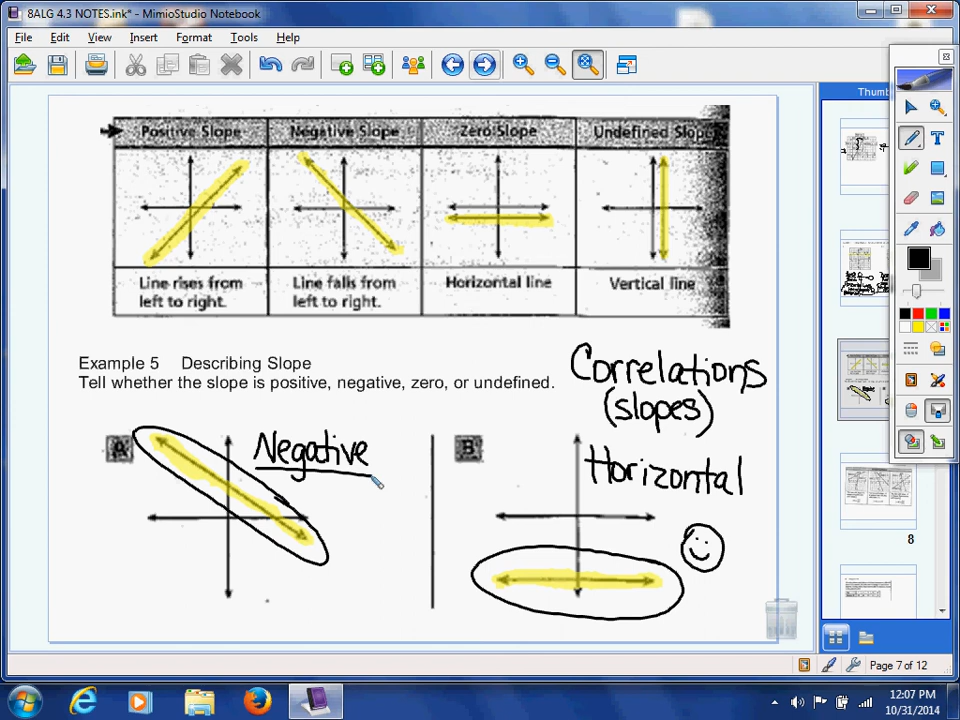 8ALG 4.3 NOTES.ink* - MimioStudio Notebook
File Edit View Insert Format Tools Help
Positive Slope Negative Slope Zero Slope Undefined Slope
Line rises from left to right.
Line falls from left to right.
Horizontal line
Vertical line
Example 5 Describing Slope
Tell whether the slope is positive, negative, zero, or undefined.
Correlations
(slopes)
A
Negative
B
Horizontal
Thumb
T
8
Page 7 of 12
12:07 PM
10/31/2014